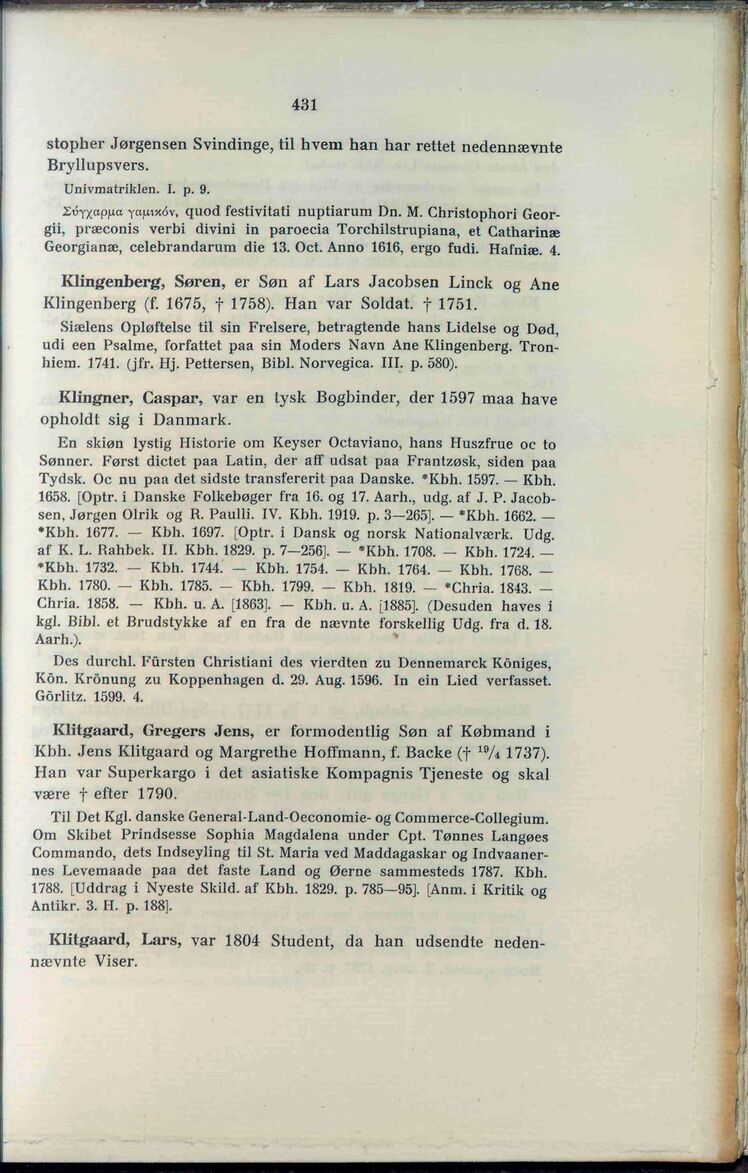 431
stopher Jørgensen Svindinge, til hvem han har rettet nedennævnte
Bryllupsvers.
Univmatriklen. I. p. 9.
Σύγχαρμα γαμικόν, quod festivitati nuptiarum Dn. M. Christophori Geor-
gii, præconis verbi divini in paroecia Torchilstrupiana, et Catharinæ
Georgianæ, celebrandarum die 13. Oct. Anno 1616, ergo fudi. Hafniæ. 4.
Klingenberg, Søren, er Søn af Lars Jacobsen Linck og Ane
Klingenberg (f. 1675, † 1758). Han var Soldat. † 1751.
Siælens Opløftelse til sin Frelsere, betragtende hans Lidelse og Død,
udi een Psalme, forfattet paa sin Moders Navn Ane Klingenberg. Tron-
hiem. 1741. (jfr. Hj. Pettersen, Bibl. Norvegica. III. p. 580).
Klingner, Caspar, var en tysk Bogbinder, der 1597 maa have
opholdt sig i Danmark.
En skiøn lystig Historie om Keyser Octaviano, hans Huszfrue oc to
Sønner. Først dictet paa Latin, der aff udsat paa Frantzøsk, siden paa
Tydsk. Oc nu paa det sidste transfererit paa Danske. *Kbh. 1597. — Kbh.
1658. [Optr. i Danske Folkebøger fra 16. og 17. Aarh., udg. af J. P. Jacob-
sen, Jørgen Olrik og R. Paulli. IV. Kbh. 1919. p. 3—265]. — *Kbh. 1662. —
*Kbh. 1677. — Kbh. 1697. [Optr. i Dansk og norsk Nationalværk. Udg.
af K. L. Rahbek. II. Kbh. 1829. p. 7—256]. — *Kbh. 1708. — Kbh. 1724. —
*Kbh. 1732. — Kbh. 1744. — Kbh. 1754. — Kbh. 1764. — Kbh. 1768. —
Kbh. 1780. — Kbh. 1785. — Kbh. 1799. — Kbh. 1819. — *Chria. 1843. —
Chria. 1858. — Kbh. u. A. [1863]. — Kbh. u. A. [1885]. (Desuden haves i
kgl. Bibl. et Brudstykke af en fra de nævnte forskellig Udg. fra d. 18.
Aarh.).
Des durchl. Fürsten Christiani des vierdten zu Dennemarck Königes,
Kön. Krönung zu Koppenhagen d. 29. Aug. 1596. In ein Lied verfasset.
Görlitz. 1599. 4.
Klitgaard, Gregers Jens, er formodentlig Søn af Købmand i
Kbh. Jens Klitgaard og Margrethe Hoffmann, f. Backe († 19/4 1737).
Han var Superkargo i det asiatiske Kompagnis Tjeneste og skal
være † efter 1790.
Til Det Kgl. danske General-Land-Oeconomie- og Commerce-Collegium.
Om Skibet Prindsesse Sophia Magdalena under Cpt. Tønnes Langøes
Commando, dets Indseyling til St. Maria ved Maddagaskar og Indvaaner-
nes Levemaade paa det faste Land og Øerne sammesteds 1787. Kbh.
1788. [Uddrag i Nyeste Skild. af Kbh. 1829. p. 785—95]. [Anm. i Kritik og
Antikr. 3. H. p. 188].
Klitgaard, Lars, var 1804 Student, da han udsendte neden-
nævnte Viser.